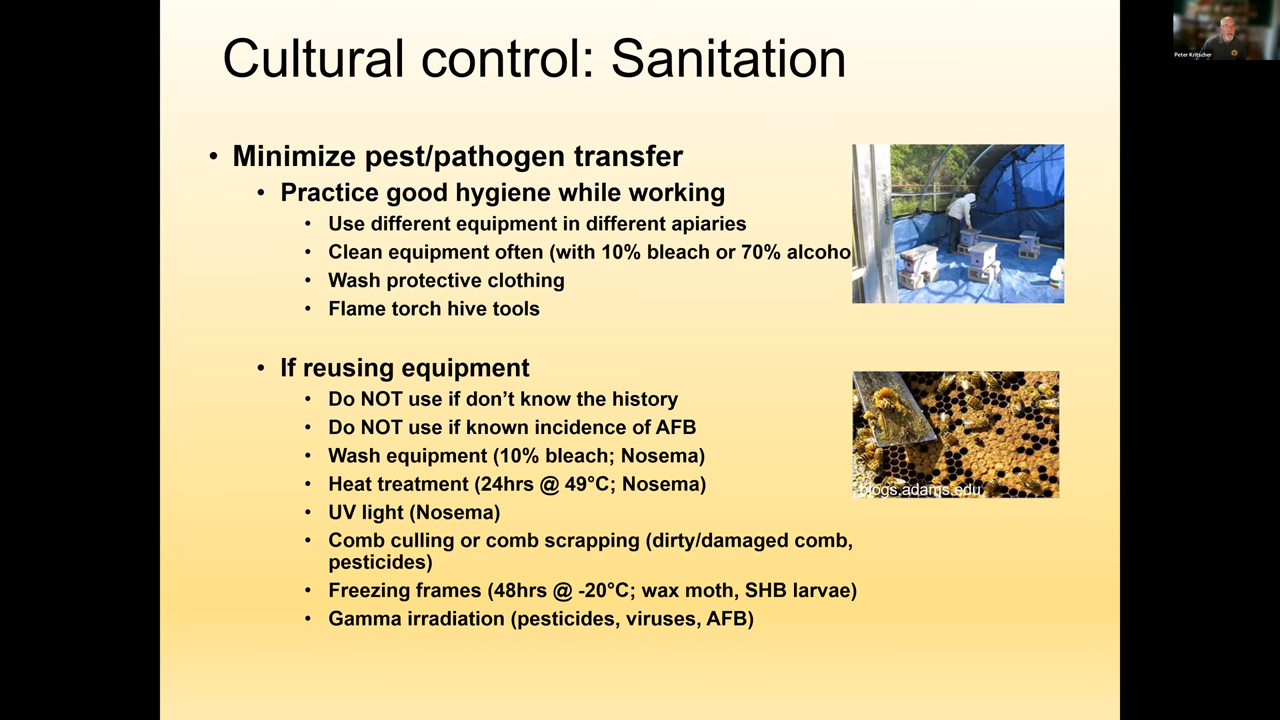 Cultural control: Sanitation
Peter Kritscher
• Minimize pest/pathogen transfer
• Practice good hygiene while working
• Use different equipment in different apiaries
• Clean equipment often (with 10% bleach or 70% alcoho
• Wash protective clothing
• Flame torch hive tools
• If reusing equipment
• Do NOT use if don’t know the history
• Do NOT use if known incidence of AFB
• Wash equipment (10% bleach; Nosema)
• Heat treatment (24hrs @ 49°C; Nosema)
• UV light (Nosema)
• Comb culling or comb scrapping (dirty/damaged comb,
pesticides)
• Freezing frames (48hrs @ -20°C; wax moth, SHB larvae)
• Gamma irradiation (pesticides, viruses, AFB)
blogs.adams.edu